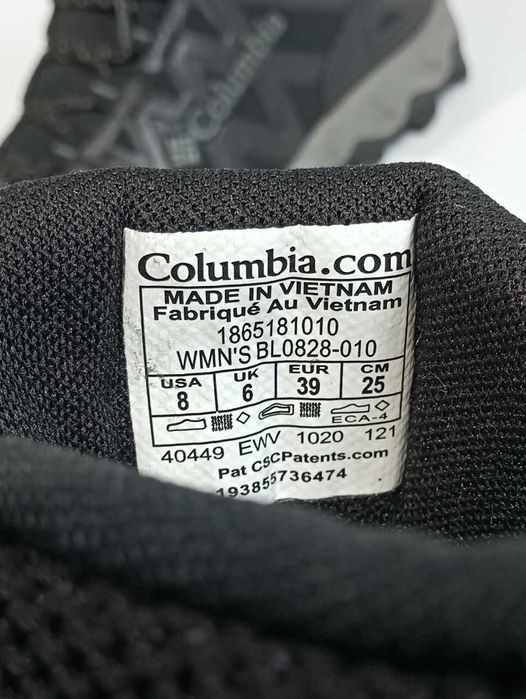 Columbia
Columbia.com
MADE IN VIETNAM
Fabriqué Au Vietnam
1865181010
WMN'S BL0828-010
USA UK EUR CM
8 6 39 25
ECA-4
40449 EWV 1020 121
Pat CSCPatents.com
193855736474